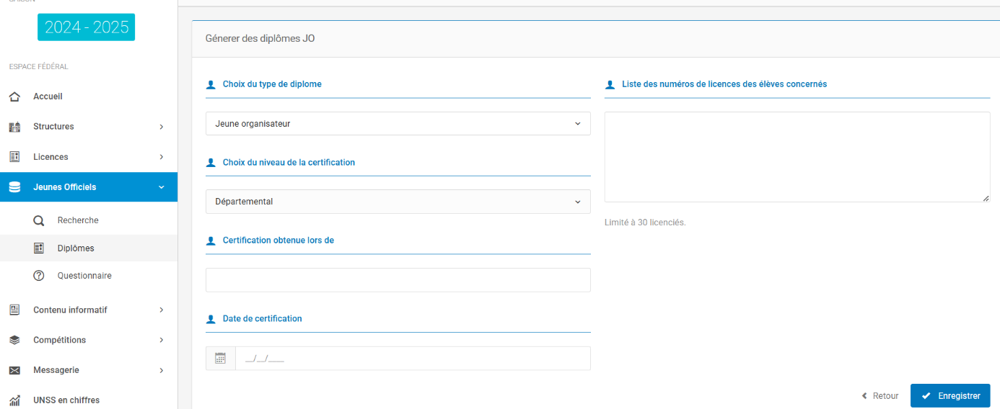 SAISON
2024 - 2025
ESPACE FÉDÉRAL
Accueil
Structures
Licences
Jeunes Officiels
Recherche
Diplômes
Questionnaire
Contenu informatif
Compétitions
Messagerie
UNSS en chiffres
Génerer des diplômes JO
Choix du type de diplome
Jeune organisateur
Choix du niveau de la certification
Départemental
Certification obtenue lors de
Date de certification
__/__/____
Liste des numéros de licences des élèves concernés
Limité à 30 licenciés.
Retour
Enregistrer